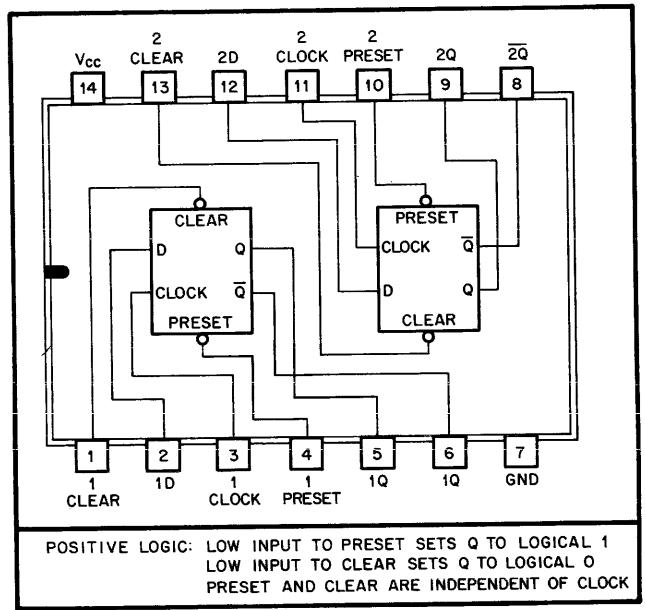 2 2 2
CLEAR CLOCK PRESET
Vcc 2D 2Q 2Q̅
14 13 12 11 10 9 8
CLEAR PRESET
D Q CLOCK Q̅
CLOCK Q̅ D Q
PRESET CLEAR
1 2 3 4 5 6 7
1 1D 1 1 1Q 1Q GND
CLEAR CLOCK PRESET
POSITIVE LOGIC: LOW INPUT TO PRESET SETS Q TO LOGICAL 1
LOW INPUT TO CLEAR SETS Q TO LOGICAL 0
PRESET AND CLEAR ARE INDEPENDENT OF CLOCK